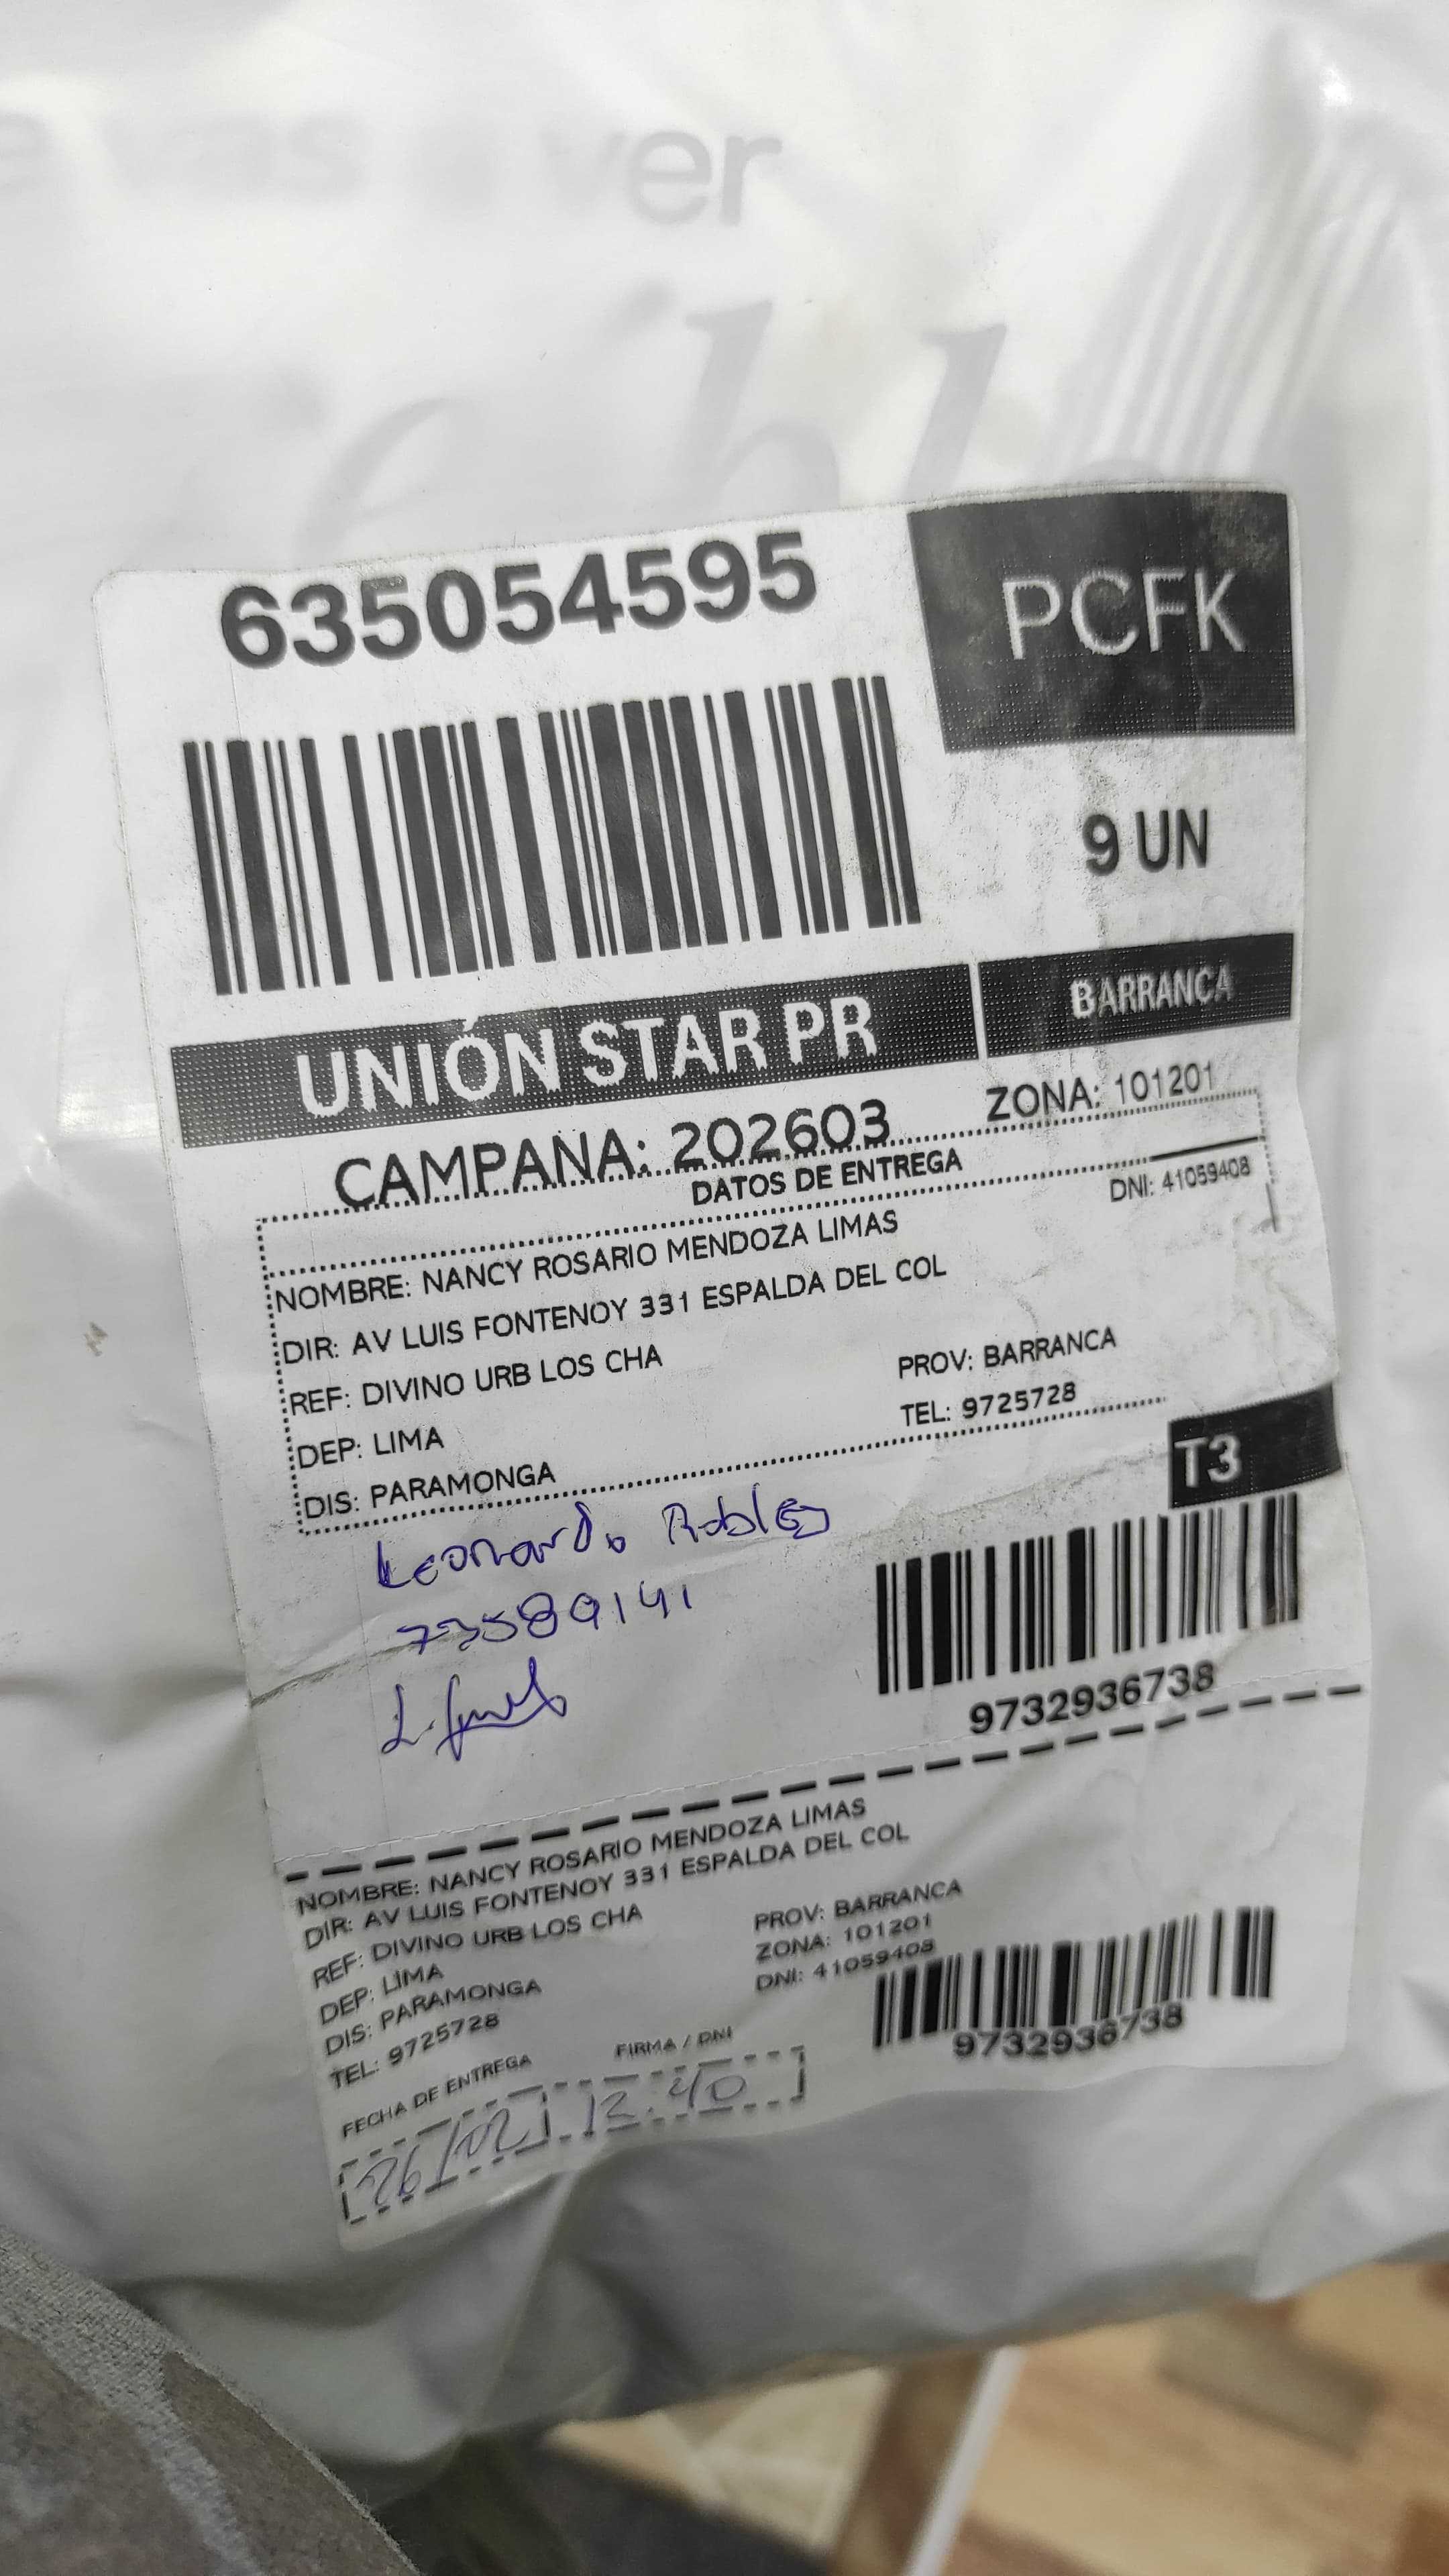 ver
635054595
PCFK
9 UN
UNIÓN STAR PR
BARRANCA
CAMPAÑA: 202603
ZONA: 101201
DATOS DE ENTREGA
DNI: 41059408
NOMBRE: NANCY ROSARIO MENDOZA LIMAS
DIR: AV LUIS FONTENOY 331 ESPALDA DEL COL
REF: DIVINO URB LOS CHA
PROV: BARRANCA
DEP: LIMA
TEL: 9725728
DIS: PARAMONGA
T3
Leonardo Robles
73589141
9732936738
NOMBRE: NANCY ROSARIO MENDOZA LIMAS
DIR: AV LUIS FONTENOY 331 ESPALDA DEL COL
REF: DIVINO URB LOS CHA
PROV: BARRANCA
DEP: LIMA
ZONA: 101201
DIS: PARAMONGA
DNI: 41059408
TEL: 9725728
9732936738
FECHA DE ENTREGA
FIRMA / DNI
26/02 12:40